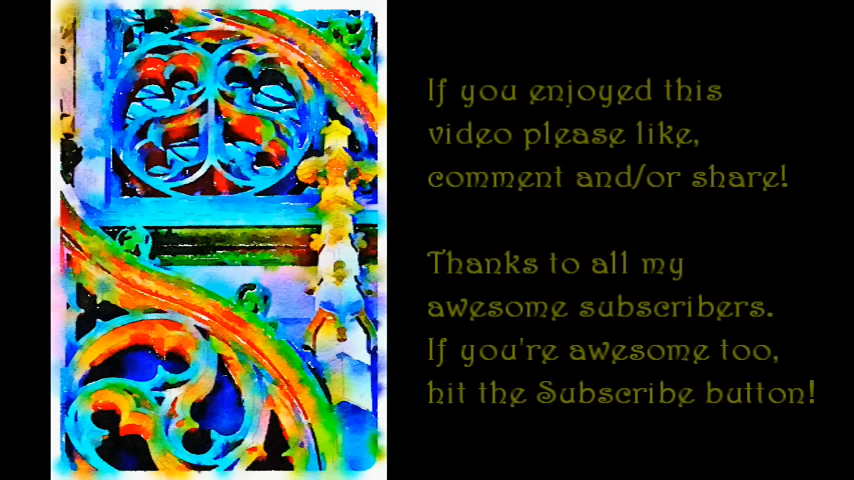 If you enjoyed this
video please like,
comment and/or share!
Thanks to all my
awesome subscribers.
If you're awesome too,
hit the Subscribe button!